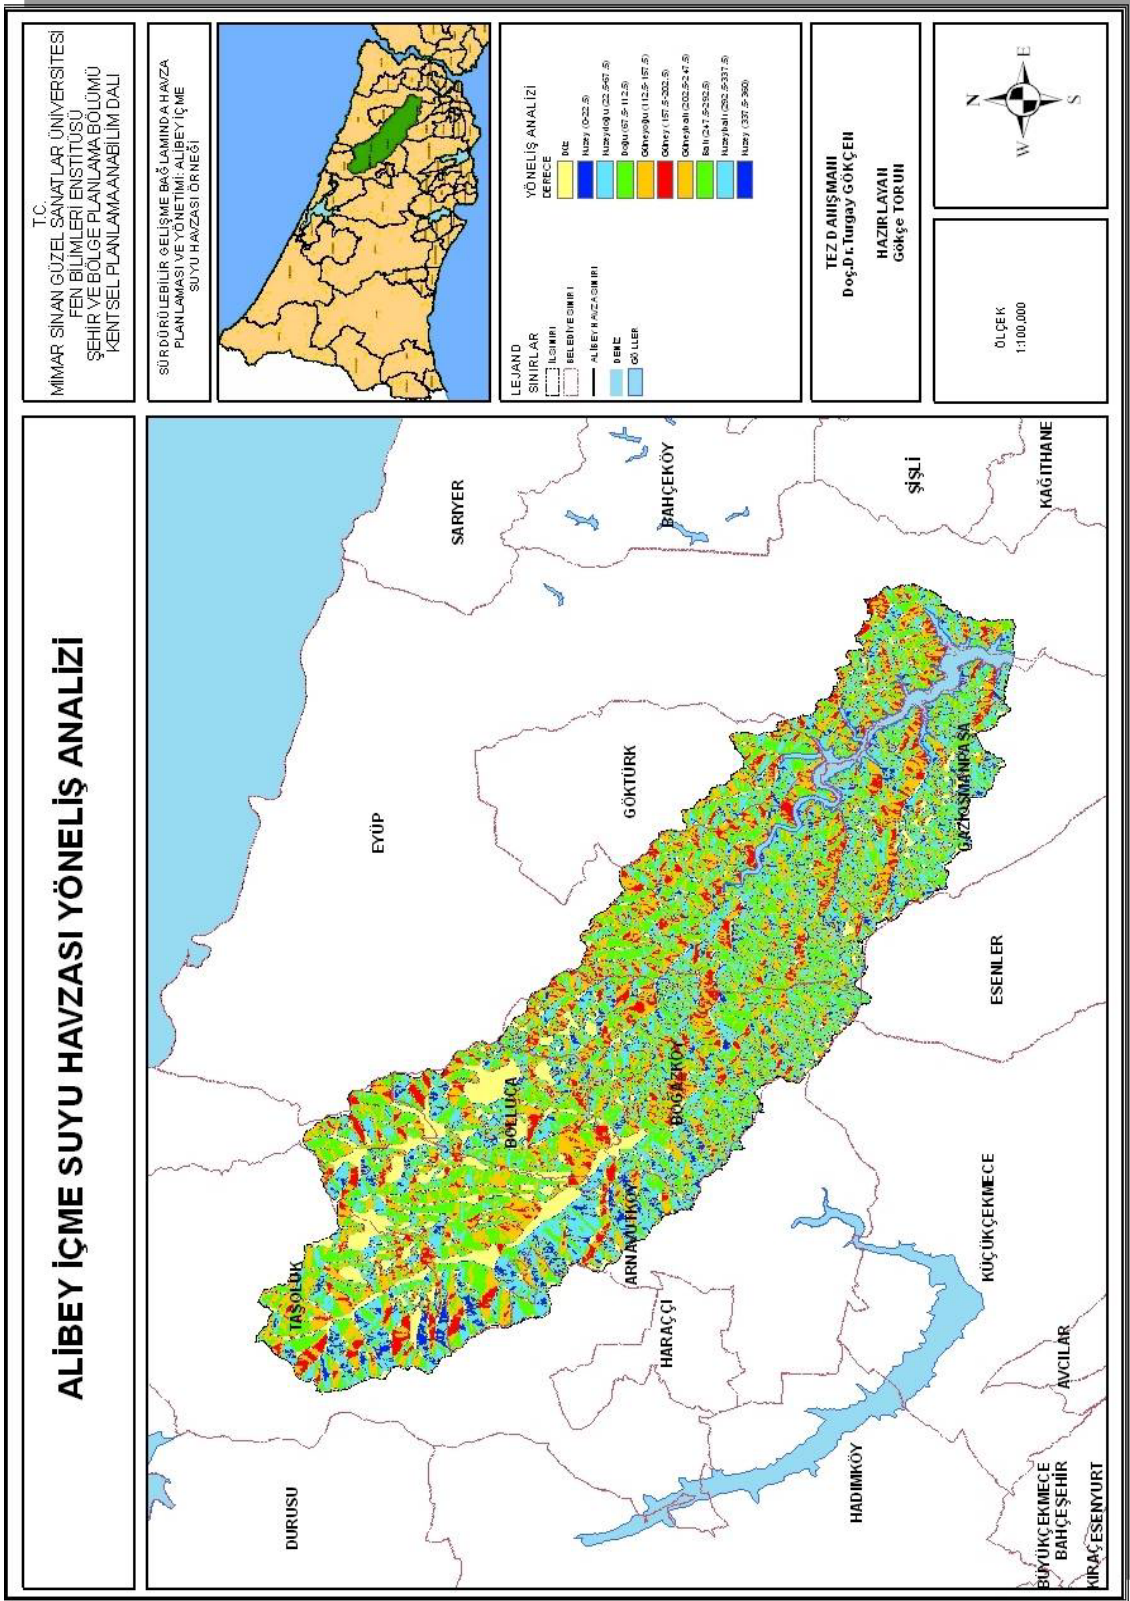 ALİBEY İÇME SUYU HAVZASI YÖNELİŞ ANALİZİ
T.C.
MİMAR SİNAN GÜZEL SANATLAR ÜNİVERSİTESİ
FEN BİLİMLERİ ENSTİTÜSÜ
ŞEHİR VE BÖLGE PLANLAMA BÖLÜMÜ
KENTSEL PLANLAMA ANABİLİM DALI
SÜRDÜRÜLEBİLİR GELİŞME BAĞLAMINDA HAVZA
PLANLAMASI VE YÖNETİMİ: ALİBEY İÇME
SUYU HAVZASI ÖRNEĞİ
LEJAND
SINIRLAR
İL SINIRI
BELEDİYE SINIRI
ALİBEY HAVZA SINIRI
DENİZ
GÖLLER
YÖNELİŞ ANALİZİ
DERECE
Düz
Kuzey (0-22.5)
Kuzeydoğu (22.5-67.5)
Doğu (67.5-112.5)
Güneydoğu (112.5-157.5)
Güney (157.5-202.5)
Güneybatı (202.5-247.5)
Batı (247.5-292.5)
Kuzeybatı (292.5-337.5)
Kuzey (337.5-360)
TEZ DANIŞMANI
Doç.Dr.Turgay GÖKÇEN
HAZIRLAYAN
Gökçe TORUN
ÖLÇEK
1:100.000
N
E
S
W
SARIYER
BAHÇEKÖY
ŞİŞLİ
KAĞITHANE
EYÜP
GÖKTÜRK
GAZİOSMANPAŞA
ESENLER
BOLLUCA
BOĞAZKÖY
TAŞOLUK
ARNAVUTKÖY
HARAÇÇI
KÜÇÜKÇEKMECE
AVCILAR
DURUSU
HADIMKÖY
BÜYÜKÇEKMECE
BAHÇEŞEHİR
KIRAÇ
ESENYURT